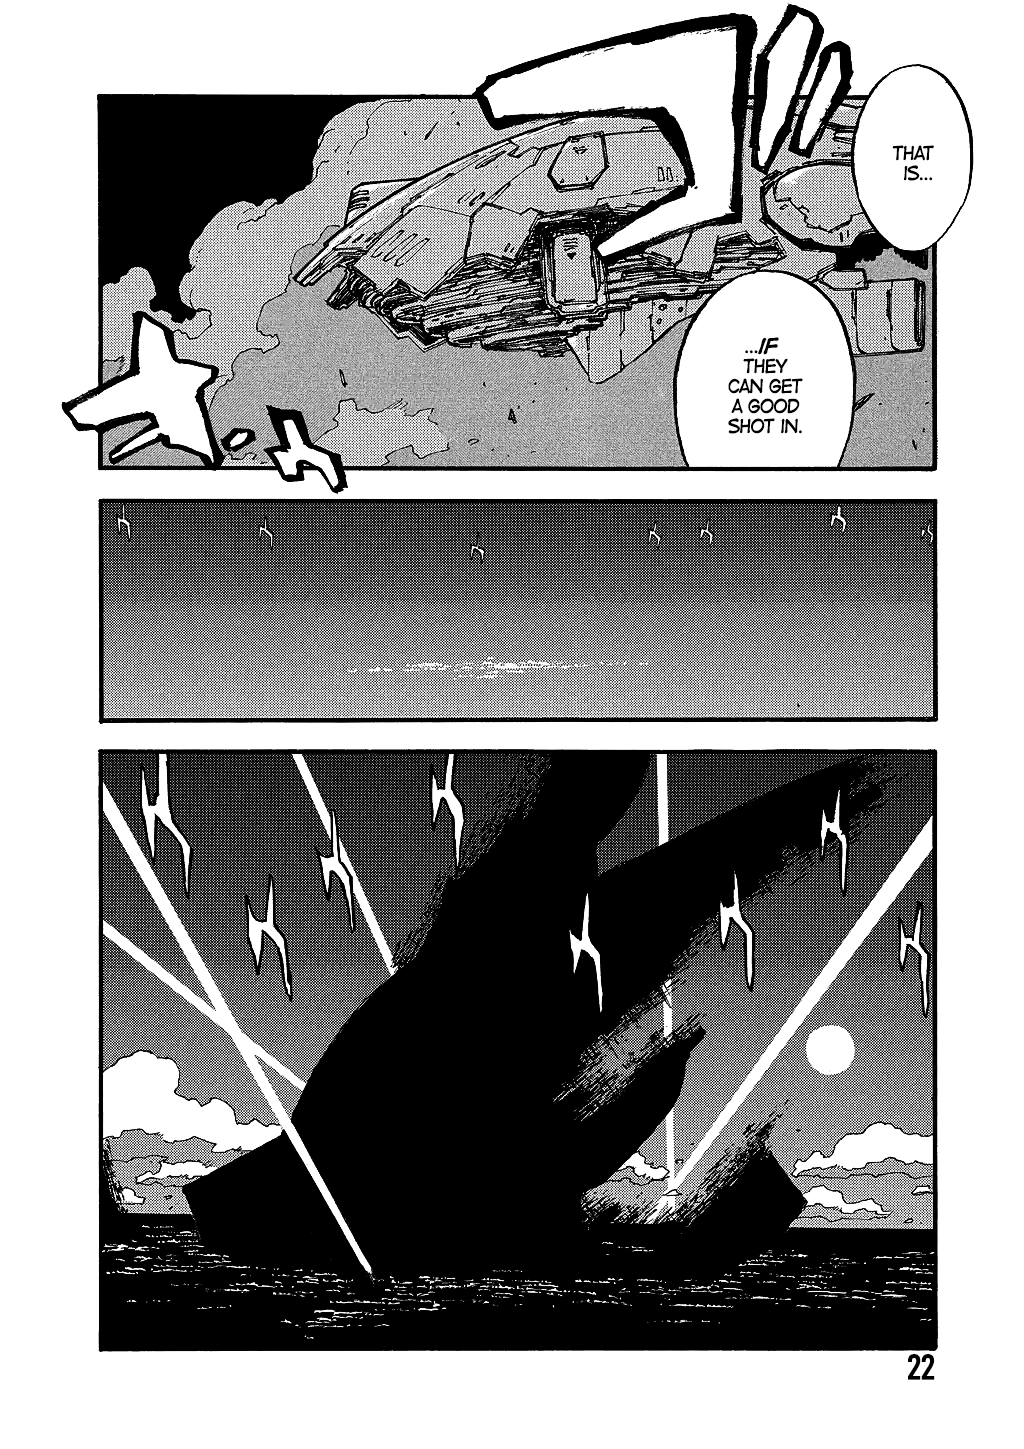 THAT
IS...
...IF
THEY
CAN GET
A GOOD
SHOT IN.
22